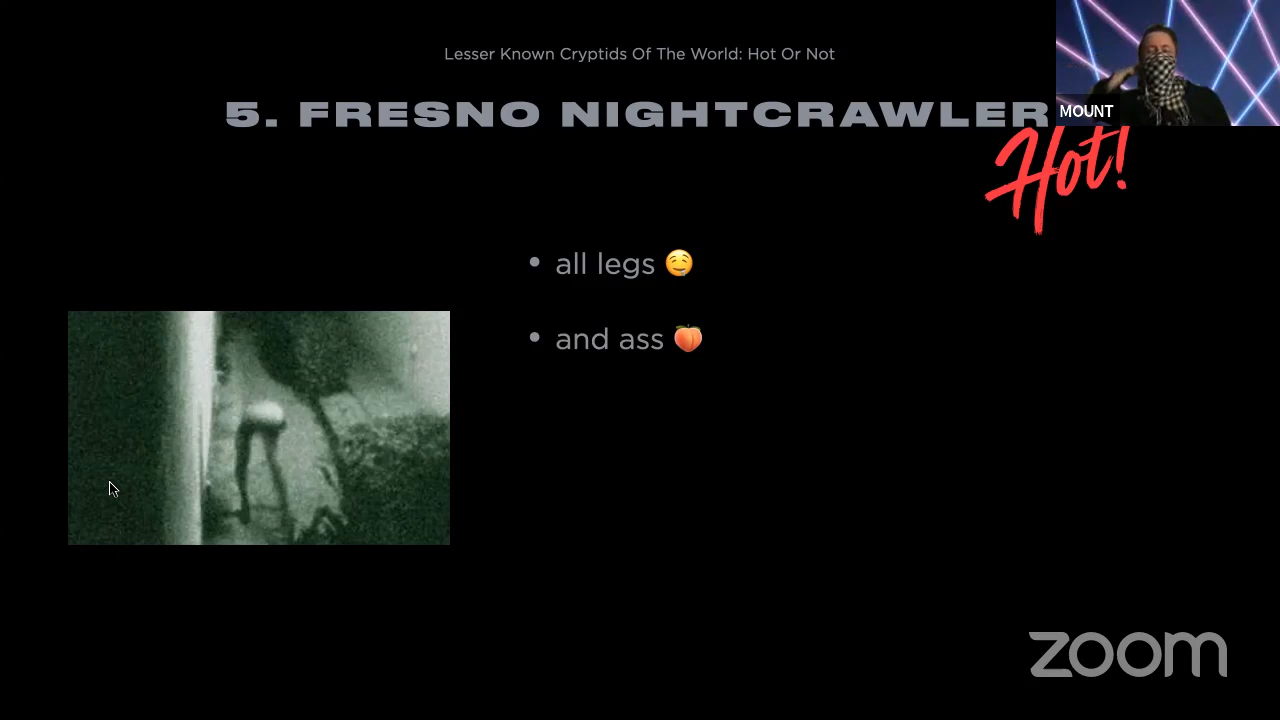 Lesser Known Cryptids Of The World: Hot Or Not
5. FRESNO NIGHTCRAWLER
MOUNT
Hot!
• all legs 🤤
• and ass 🍑
zoom